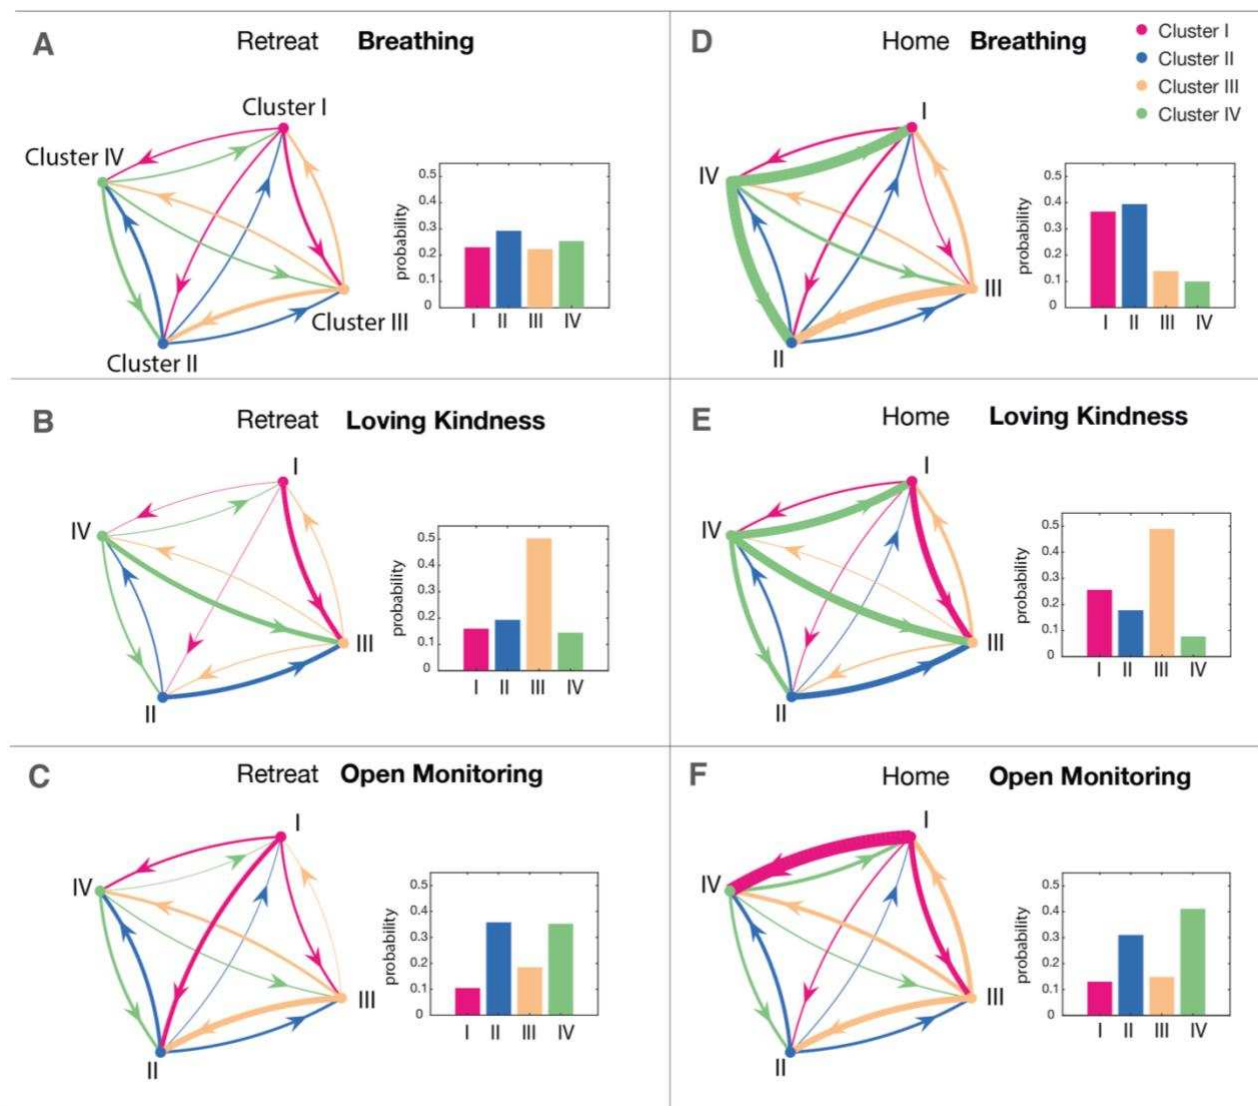 A
Retreat Breathing
Cluster I
Cluster IV
Cluster III
Cluster II
probability
0.5
0.4
0.3
0.2
0.1
0
I II III IV
D
Home Breathing
Cluster I
Cluster II
Cluster III
Cluster IV
I
IV
III
II
probability
0.5
0.4
0.3
0.2
0.1
0
I II III IV
B
Retreat Loving Kindness
I
IV
III
II
probability
0.5
0.4
0.3
0.2
0.1
0
I II III IV
E
Home Loving Kindness
I
IV
III
II
probability
0.5
0.4
0.3
0.2
0.1
0
I II III IV
C
Retreat Open Monitoring
I
IV
III
II
probability
0.5
0.4
0.3
0.2
0.1
0
I II III IV
F
Home Open Monitoring
I
IV
III
II
probability
0.5
0.4
0.3
0.2
0.1
0
I II III IV